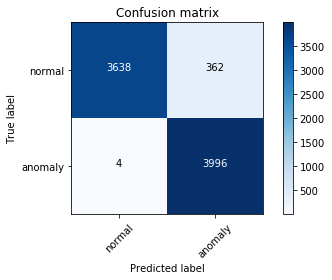 Confusion matrix
True label
normal
anomaly
3638
362
4
3996
normal
anomaly
Predicted label
3500
3000
2500
2000
1500
1000
500